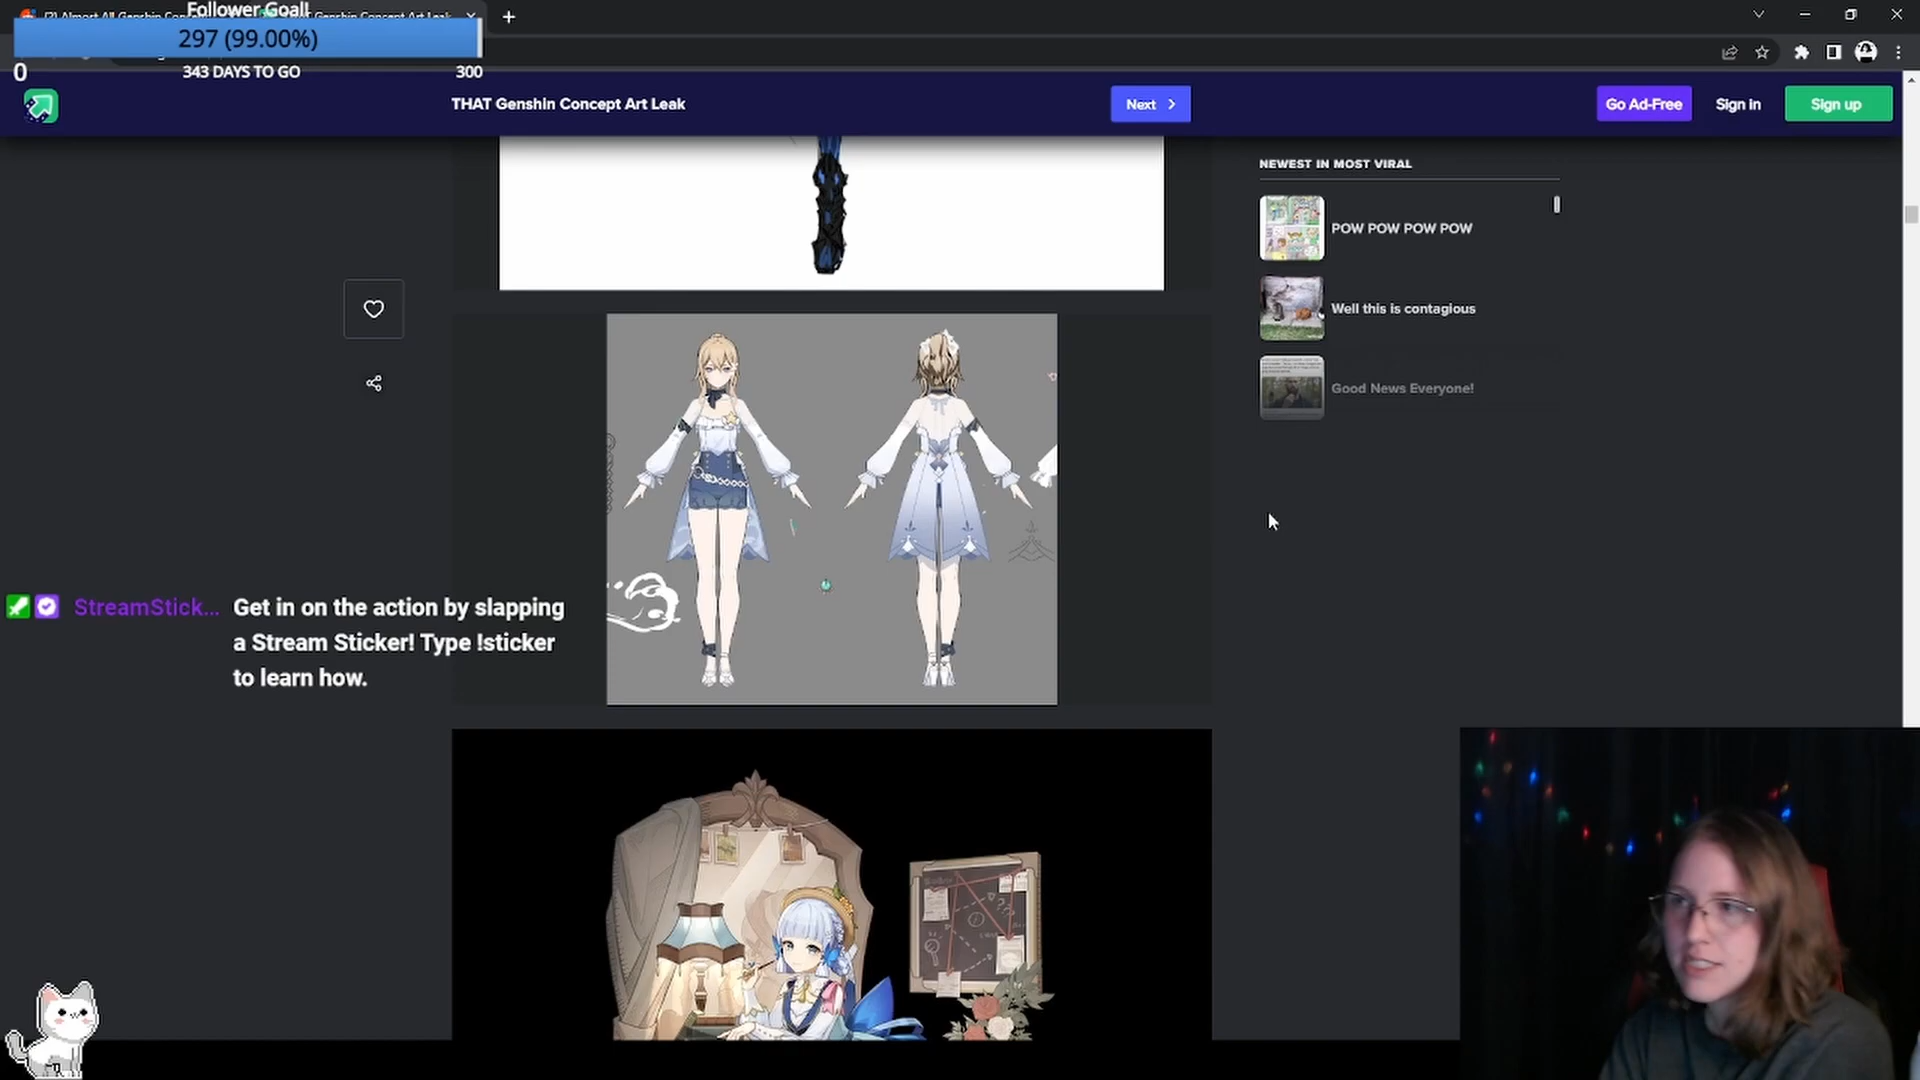 Follower Goal!
297 (99.00%)
0
343 DAYS TO GO
300
THAT Genshin Concept Art Leak
Next
Go Ad-Free
Sign in
Sign up
NEWEST IN MOST VIRAL
POW POW POW POW
Well this is contagious
Good News Everyone!
StreamStick...
Get in on the action by slapping
a Stream Sticker! Type !sticker
to learn how.